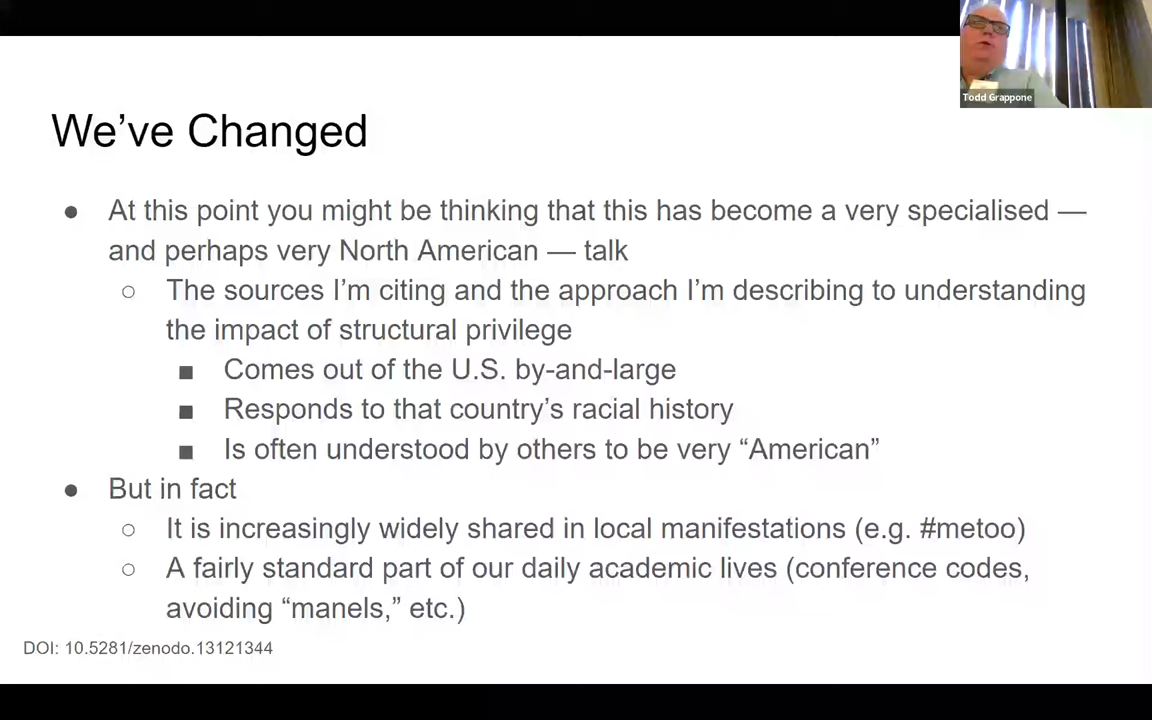 Todd Grappone
We’ve Changed
● At this point you might be thinking that this has become a very specialised —
and perhaps very North American — talk
○ The sources I’m citing and the approach I’m describing to understanding
the impact of structural privilege
■ Comes out of the U.S. by-and-large
■ Responds to that country’s racial history
■ Is often understood by others to be very “American”
● But in fact
○ It is increasingly widely shared in local manifestations (e.g. #metoo)
○ A fairly standard part of our daily academic lives (conference codes,
avoiding “manels,” etc.)
DOI: 10.5281/zenodo.13121344